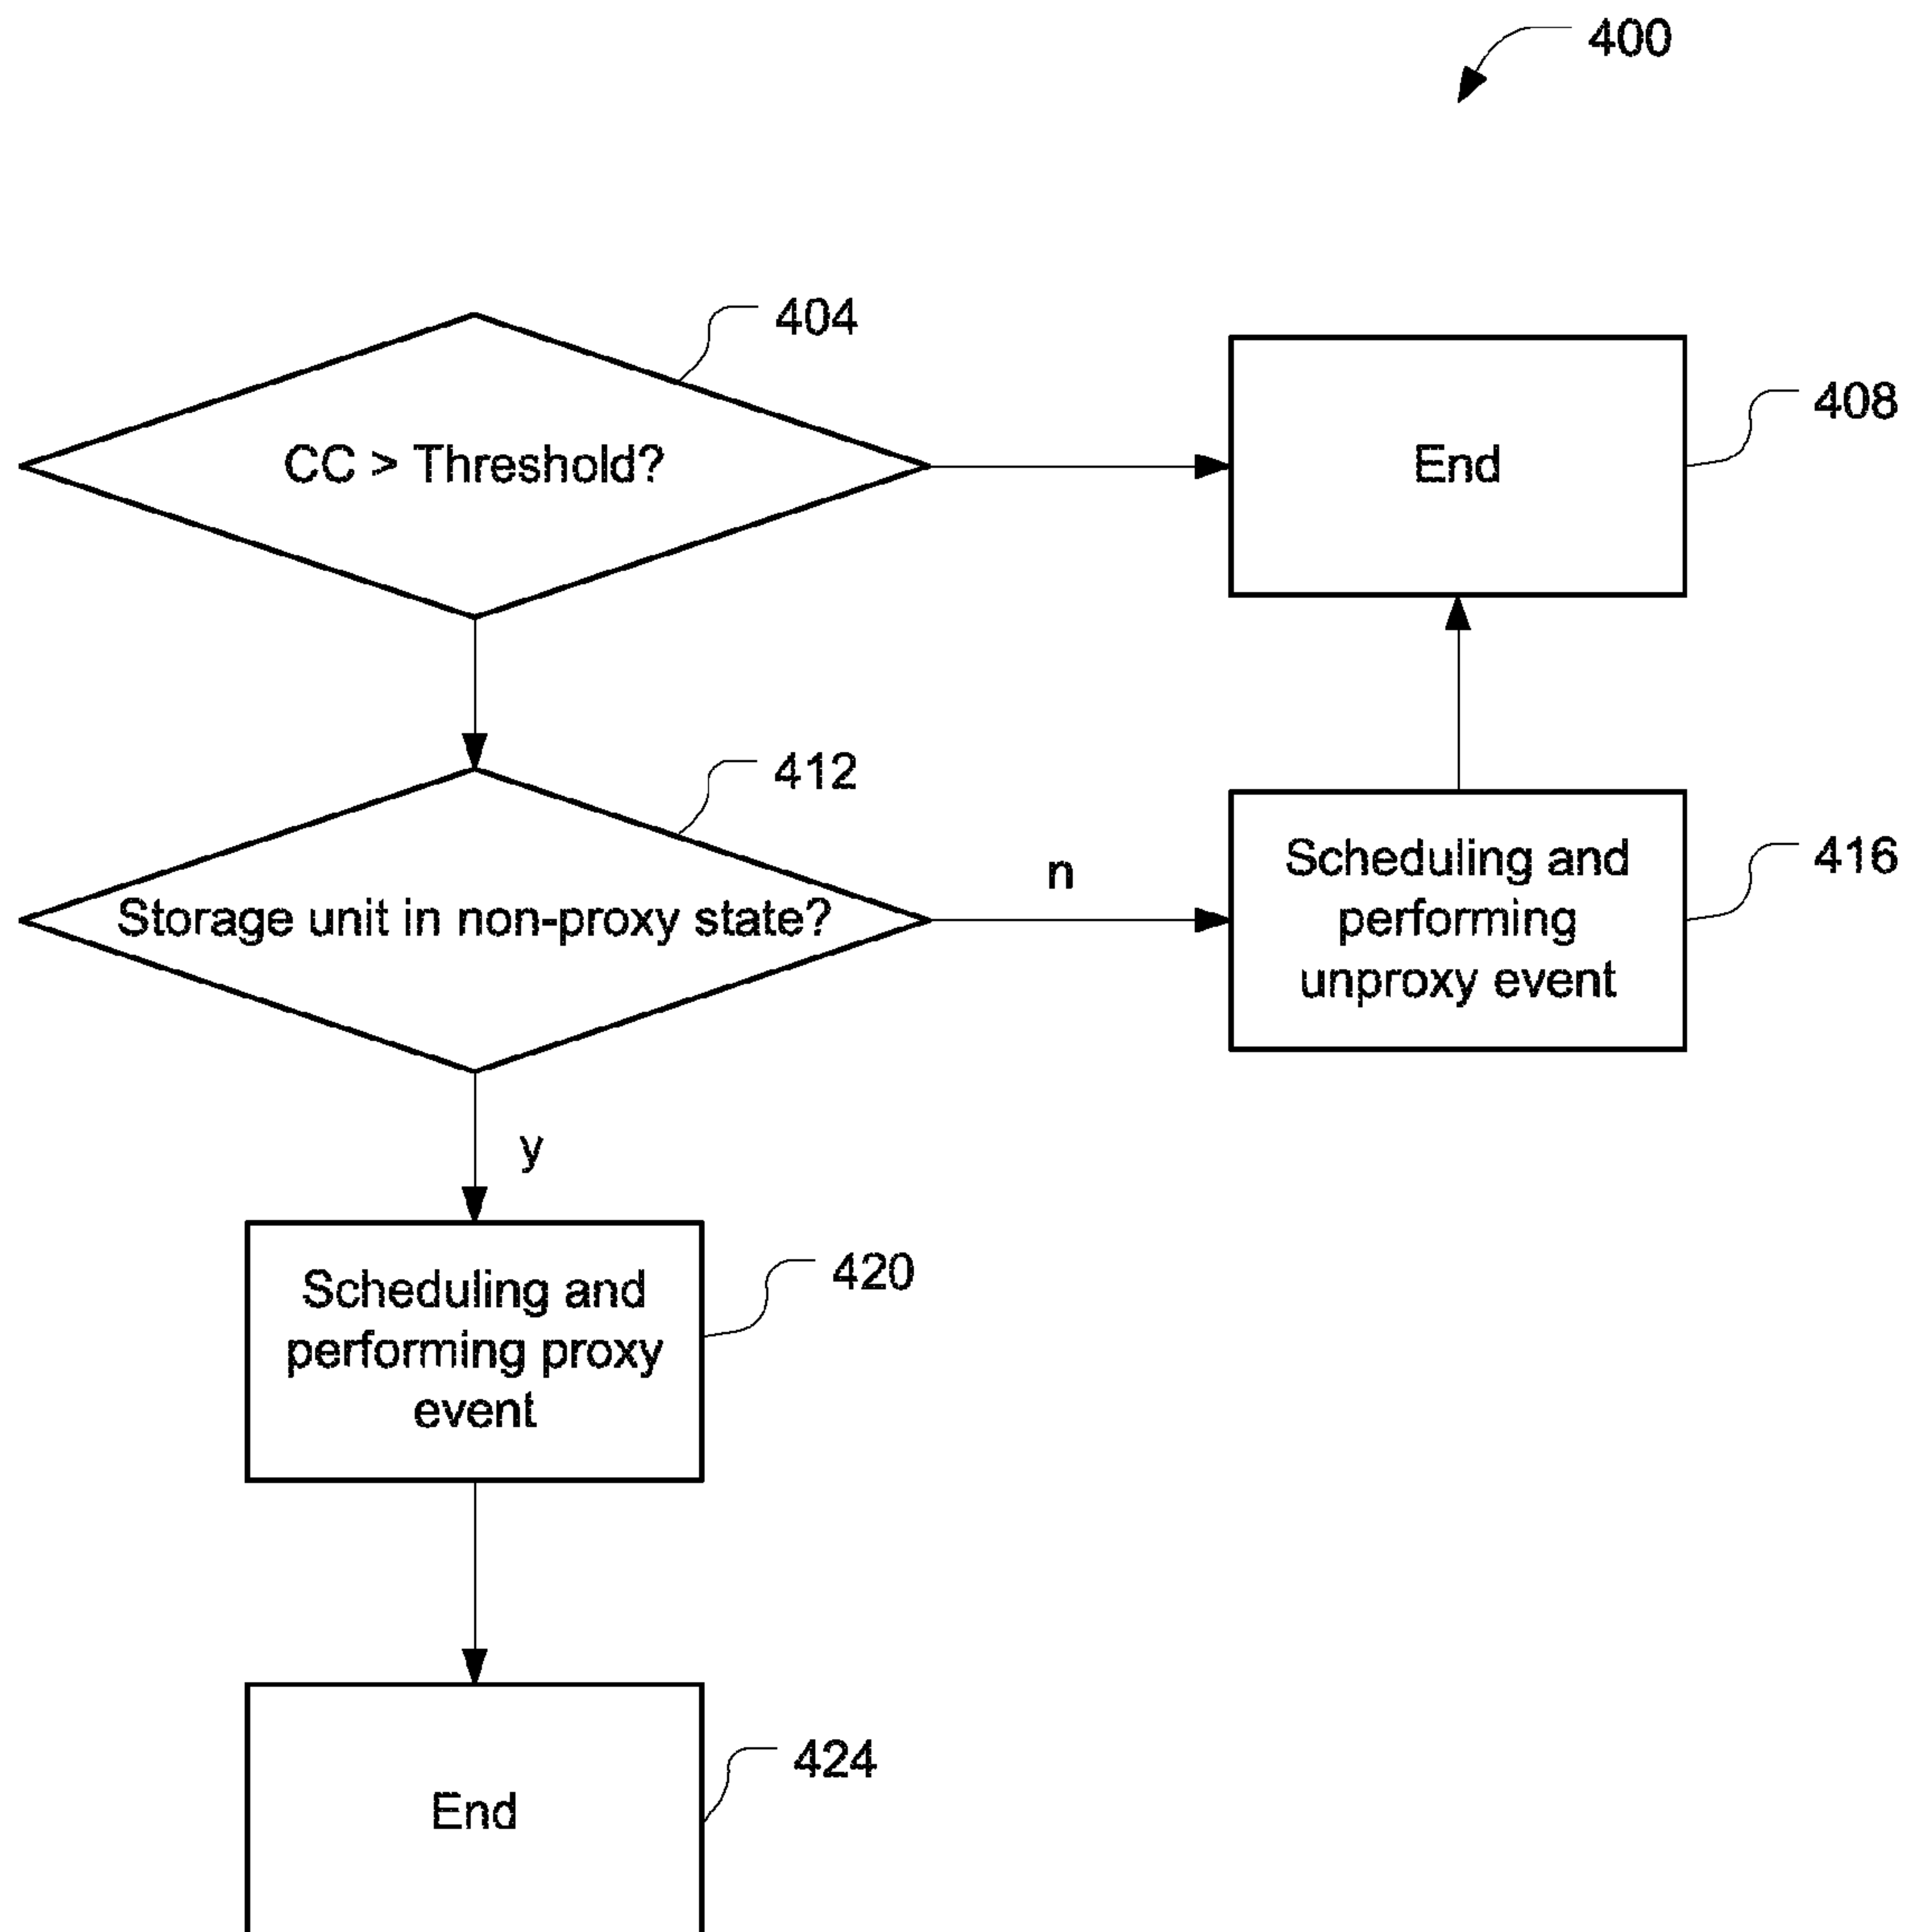 400
404
CC > Threshold?
End
408
412
Storage unit in non-proxy state?
n
Scheduling and
performing
unproxy event
416
y
Scheduling and
performing proxy
event
420
End
424